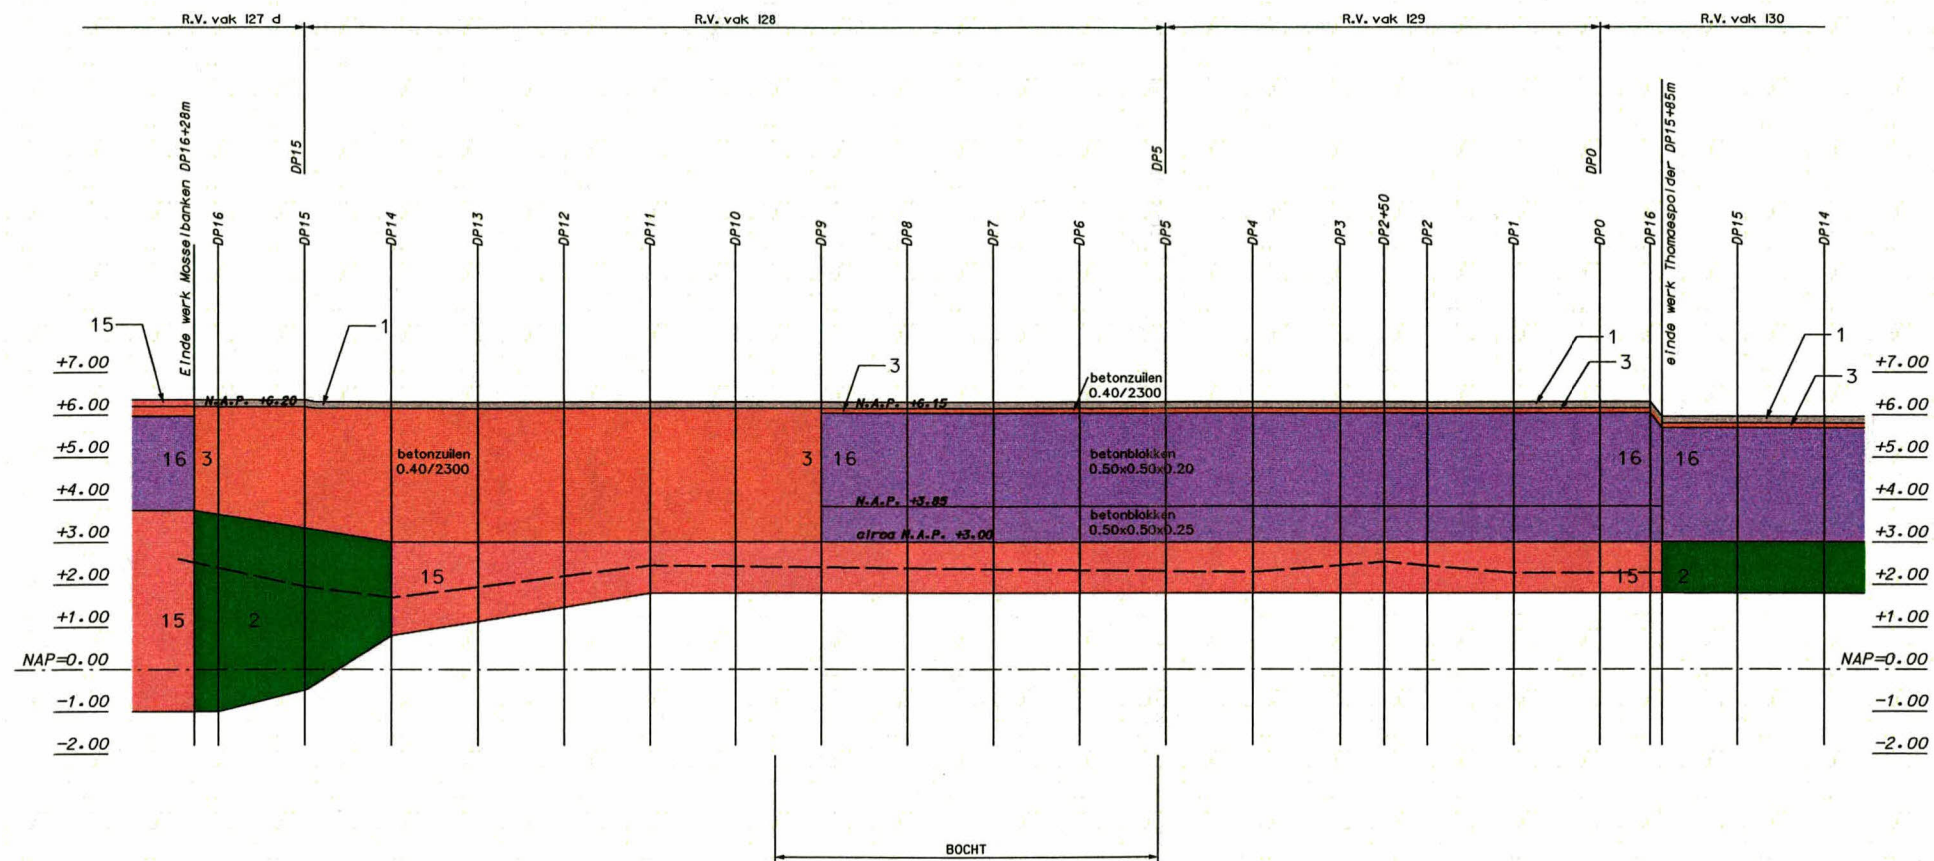 R.V. vak 127 d
R.V. vak 128
R.V. vak 129
R.V. vak 130
Einde werk Mosselbanken DP16+28m
DP15
DP5
DP0
einde werk Thomaespolder DP15+85m
DP16
DP15
DP14
DP13
DP12
DP11
DP10
DP9
DP8
DP7
DP6
DP5
DP4
DP3
DP2+50
DP2
DP1
DP0
DP16
DP15
DP14
15
1
3
1
3
1
3
+7.00
+6.00
+5.00
+4.00
+3.00
+2.00
+1.00
NAP=0.00
-1.00
-2.00
N.A.P. +6.20
N.A.P. +6.15
betonzuilen
0.40/2300
16
3
betonzuilen
0.40/2300
3
16
betonblokken
0.50x0.50x0.20
16
16
N.A.P. +3.85
betonblokken
0.50x0.50x0.25
circa N.A.P. +3.00
15
15
2
15
2
+7.00
+6.00
+5.00
+4.00
+3.00
+2.00
+1.00
NAP=0.00
-1.00
-2.00
BOCHT